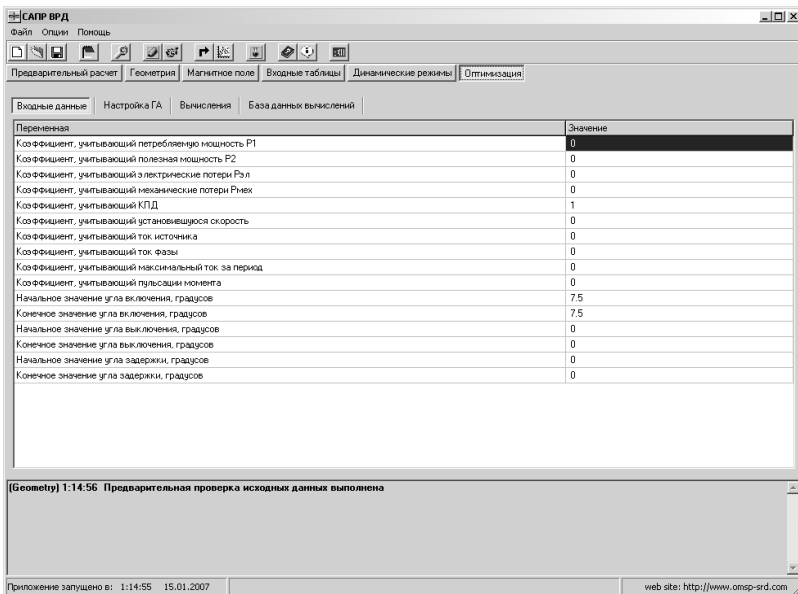 САПР ВРД
Файл Опции Помощь
Предварительный расчет Геометрия Магнитное поле Входные таблицы Динамические режимы Оптимизация
Входные данные Настройка ГА Вычисления База данных вычислений
Переменная Значение
Коэффициент, учитывающий петребляемую мощность P1 0
Коэффициент, учитывающий полезная мощность P2 0
Коэффициент, учитывающий электрические потери Рэл 0
Коэффициент, учитывающий механические потери Рмех 0
Коэффициент, учитывающий КПД 1
Коэффициент, учитывающий установившуюся скорость 0
Коэффициент, учитывающий ток источника 0
Коэффициент, учитывающий ток фазы 0
Коэффициент, учитывающий максимальный ток за период 0
Коэффициент, учитывающий пульсации момента 0
Начальное значение угла включения, градусов 7.5
Конечное значение угла включения, градусов 7.5
Начальное значение угла выключения, градусов 0
Конечное значение угла выключения, градусов 0
Начальное значение угла задержки, градусов 0
Конечное значение угла задержки, градусов 0
(Geometry) 1:14:56 Предварительная проверка исходных данных выполнена
Приложение запущено в: 1:14:55 15.01.2007 web site: http://www.omsp-srd.com